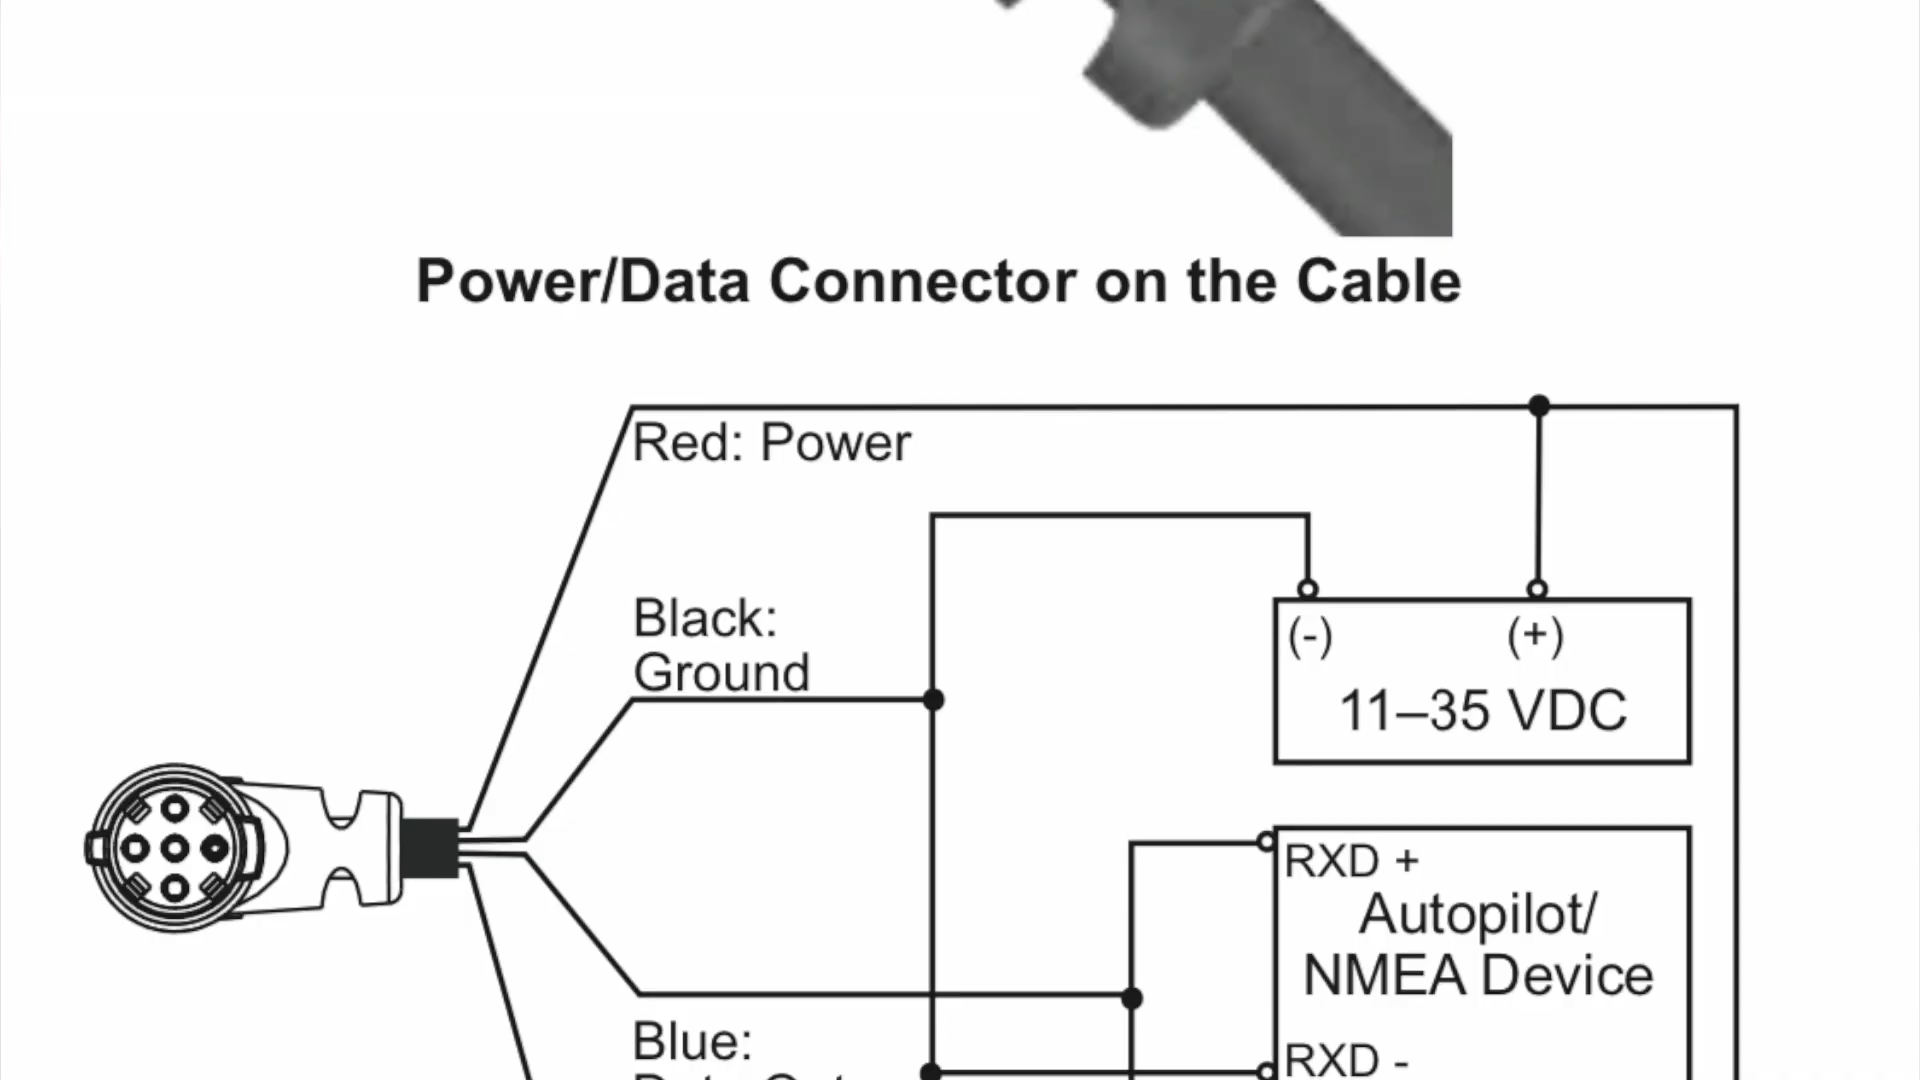 Power/Data Connector on the Cable
Red: Power
Black:
Ground
(-)
(+)
11–35 VDC
RXD +
Autopilot/
NMEA Device
Blue:
RXD -